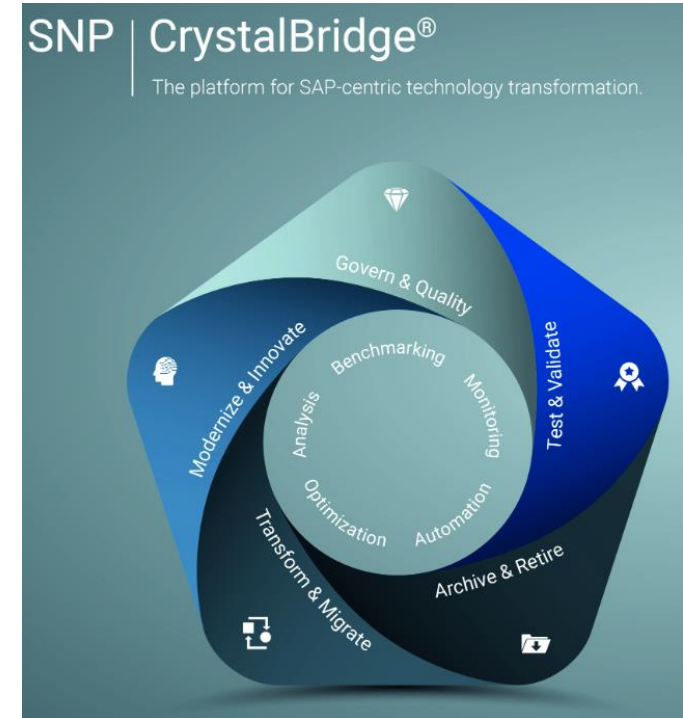 SNP | CrystalBridge®
The platform for SAP-centric technology transformation.
Govern & Quality
Test & Validate
Archive & Retire
Transform & Migrate
Modernize & Innovate
Benchmarking
Monitoring
Automation
Optimization
Analysis